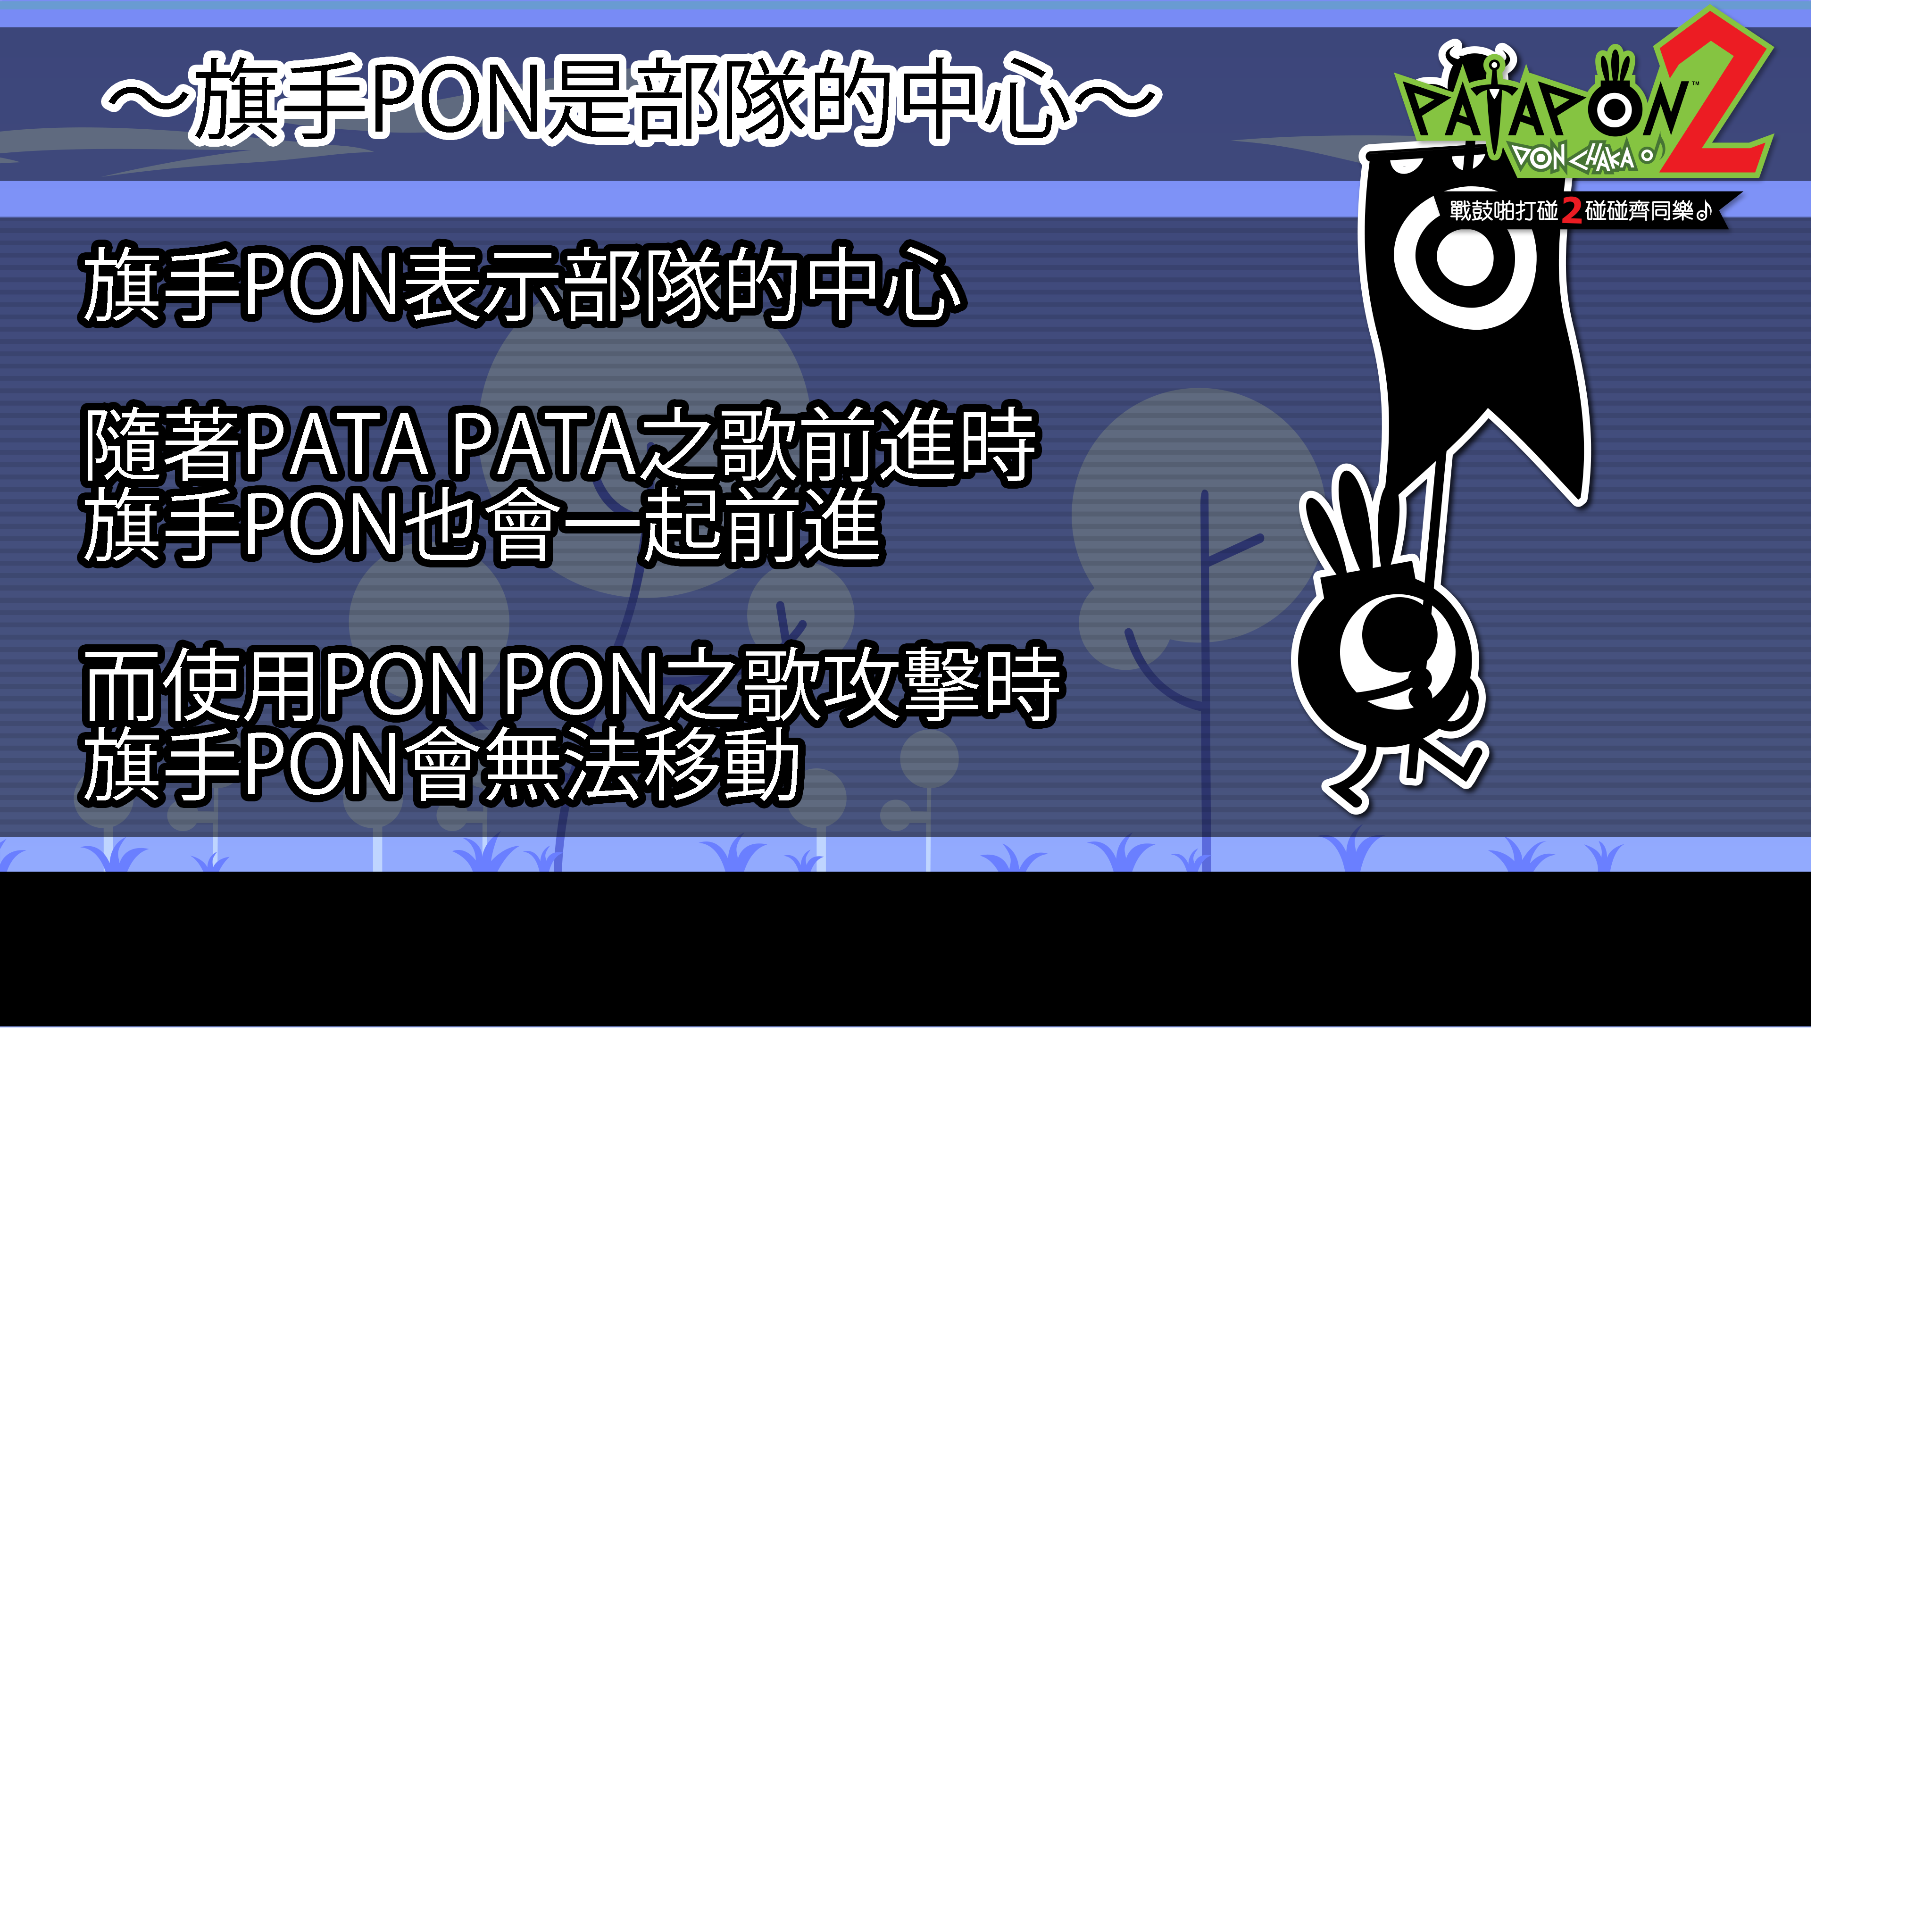 ～旗手PON是部隊的中心～
PATAPON™2
DONCHAKA♪
戰鼓啪打碰2碰碰齊同樂♪
旗手PON表示部隊的中心
隨著PATA PATA之歌前進時
旗手PON也會一起前進
而使用PON PON之歌攻擊時
旗手PON會無法移動